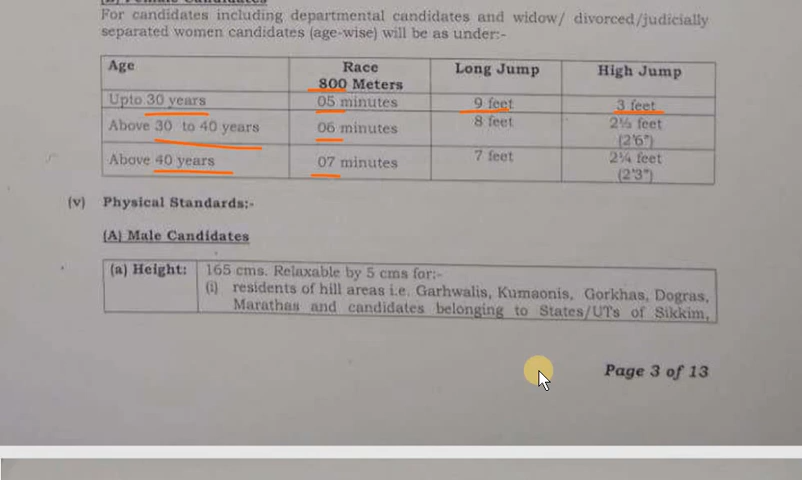 For candidates including departmental candidates and widow/ divorced/judicially
separated women candidates (age-wise) will be as under:-
Age Race 800 Meters Long Jump High Jump
Upto 30 years 05 minutes 9 feet 3 feet
Above 30 to 40 years 06 minutes 8 feet 2½ feet (2'6")
Above 40 years 07 minutes 7 feet 2¼ feet (2'3")
(v) Physical Standards:-
(A) Male Candidates
(a) Height: 165 cms. Relaxable by 5 cms for:-
(i) residents of hill areas i.e. Garhwalis, Kumaonis, Gorkhas, Dogras,
Marathas and candidates belonging to States/UTs of Sikkim,
Page 3 of 13